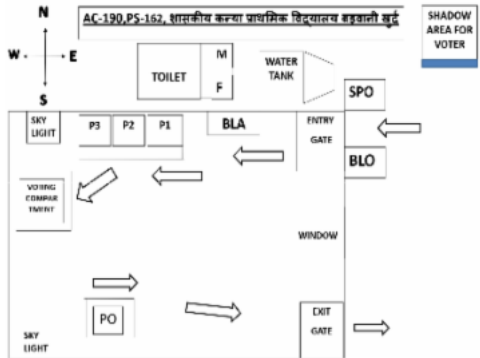 N
W
E
S
AC-190,PS-162, शासकीय कन्या प्राथमिक विद्यालय बड़वानी खुर्द
SHADOW
AREA FOR
VOTER
TOILET
M
F
WATER
TANK
SPO
SKY
LIGHT
P3
P2
P1
BLA
ENTRY
GATE
BLO
VOTING
COMPAR
TMENT
WINDOW
PO
EXIT
GATE
SKY
LIGHT